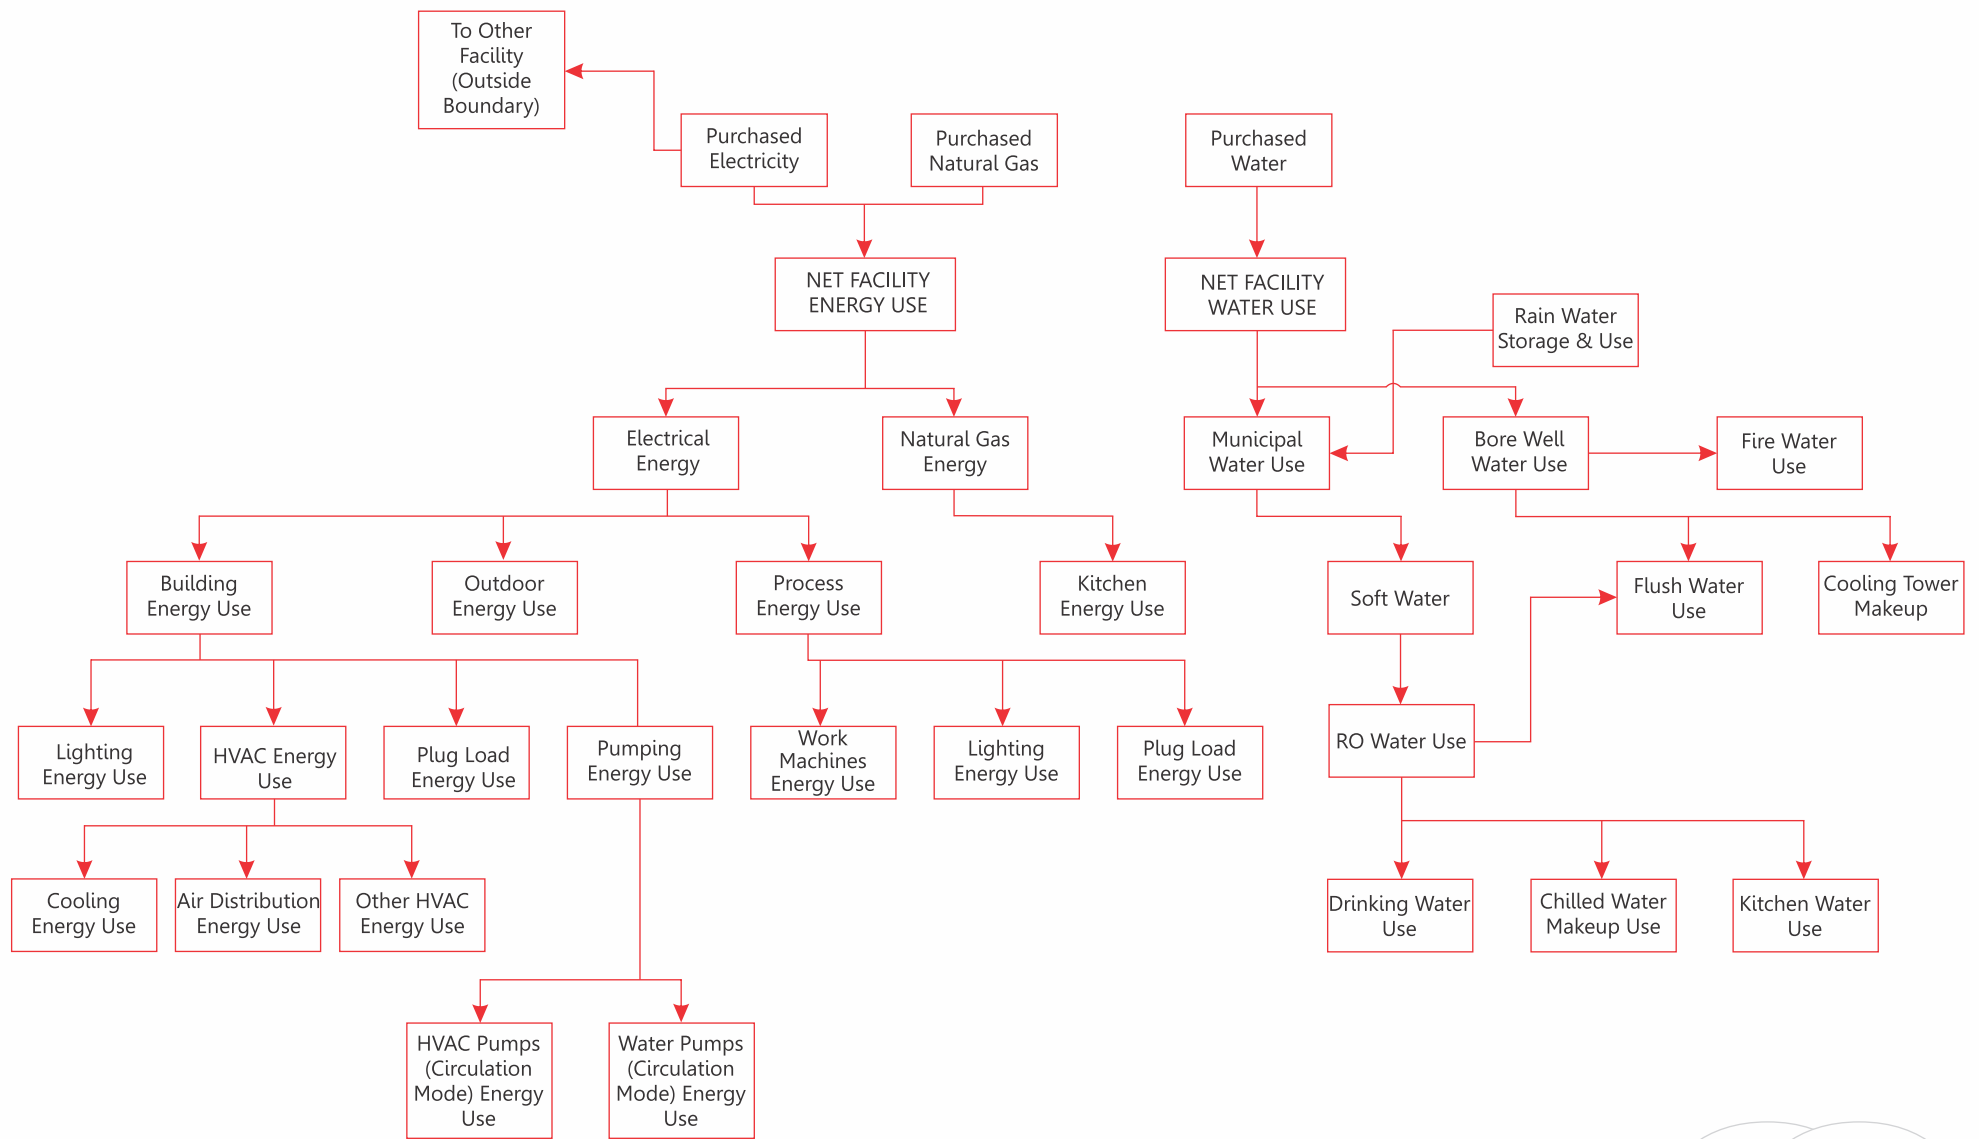 To Other
Facility
(Outside
Boundary)
Purchased
Electricity
Purchased
Natural Gas
Purchased
Water
NET FACILITY
ENERGY USE
NET FACILITY
WATER USE
Rain Water
Storage & Use
Electrical
Energy
Natural Gas
Energy
Municipal
Water Use
Bore Well
Water Use
Fire Water
Use
Building
Energy Use
Outdoor
Energy Use
Process
Energy Use
Kitchen
Energy Use
Soft Water
Flush Water
Use
Cooling Tower
Makeup
Lighting
Energy Use
HVAC Energy
Use
Plug Load
Energy Use
Pumping
Energy Use
Work
Machines
Energy Use
Lighting
Energy Use
Plug Load
Energy Use
RO Water Use
Cooling
Energy Use
Air Distribution
Energy Use
Other HVAC
Energy Use
Drinking Water
Use
Chilled Water
Makeup Use
Kitchen Water
Use
HVAC Pumps
(Circulation
Mode) Energy
Use
Water Pumps
(Circulation
Mode) Energy
Use